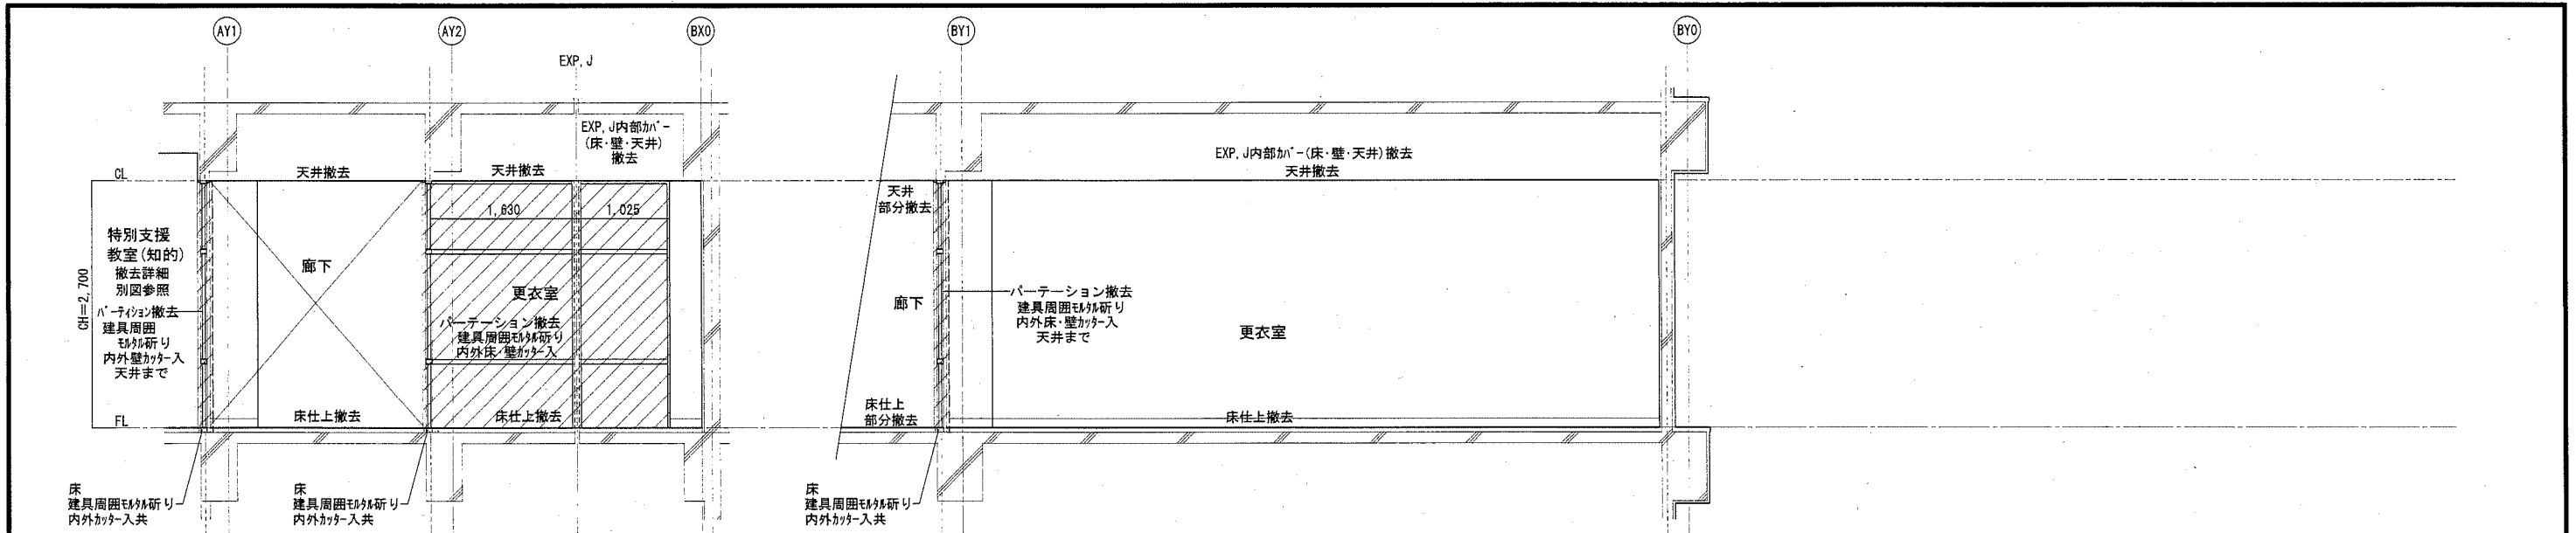 AY1
AY2
BX0
BY1
BY0
EXP, J
EXP, J内部ｶﾊﾞｰ
(床・壁・天井)
撤去
EXP, J内部ｶﾊﾞｰ(床・壁・天井)撤去
天井撤去
天井撤去
天井撤去
CL
天井
部分撤去
1,630
1,025
CH=2,700
特別支援
教室(知的)
撤去詳細
別図参照
ﾊﾟｰﾃｨｼｮﾝ撤去
建具周囲
ﾓﾙﾀﾙ斫り
内外壁ｶｯﾀｰ入
天井まで
廊下
更衣室
パーテーション撤去
建具周囲ﾓﾙﾀﾙ斫り
内外床・壁ｶｯﾀｰ入
廊下
パーテーション撤去
建具周囲ﾓﾙﾀﾙ斫り
内外床・壁ｶｯﾀｰ入
天井まで
更衣室
FL
床仕上撤去
床仕上撤去
床仕上
部分撤去
床仕上撤去
床
建具周囲ﾓﾙﾀﾙ斫り
内外ｶｯﾀｰ入共
床
建具周囲ﾓﾙﾀﾙ斫り
内外ｶｯﾀｰ入共
床
建具周囲ﾓﾙﾀﾙ斫り
内外ｶｯﾀｰ入共